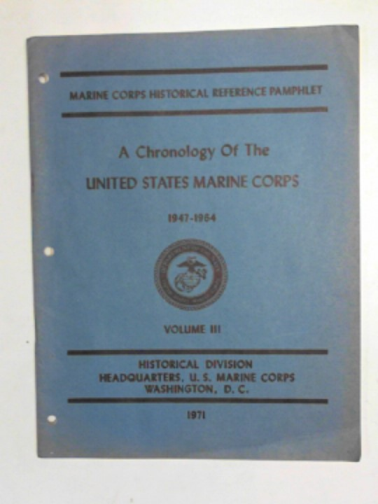 MARINE CORPS HISTORICAL REFERENCE PAMPHLET
A Chronology Of The
UNITED STATES MARINE CORPS
1947-1964
VOLUME III
HISTORICAL DIVISION
HEADQUARTERS, U. S. MARINE CORPS
WASHINGTON, D. C.
1971